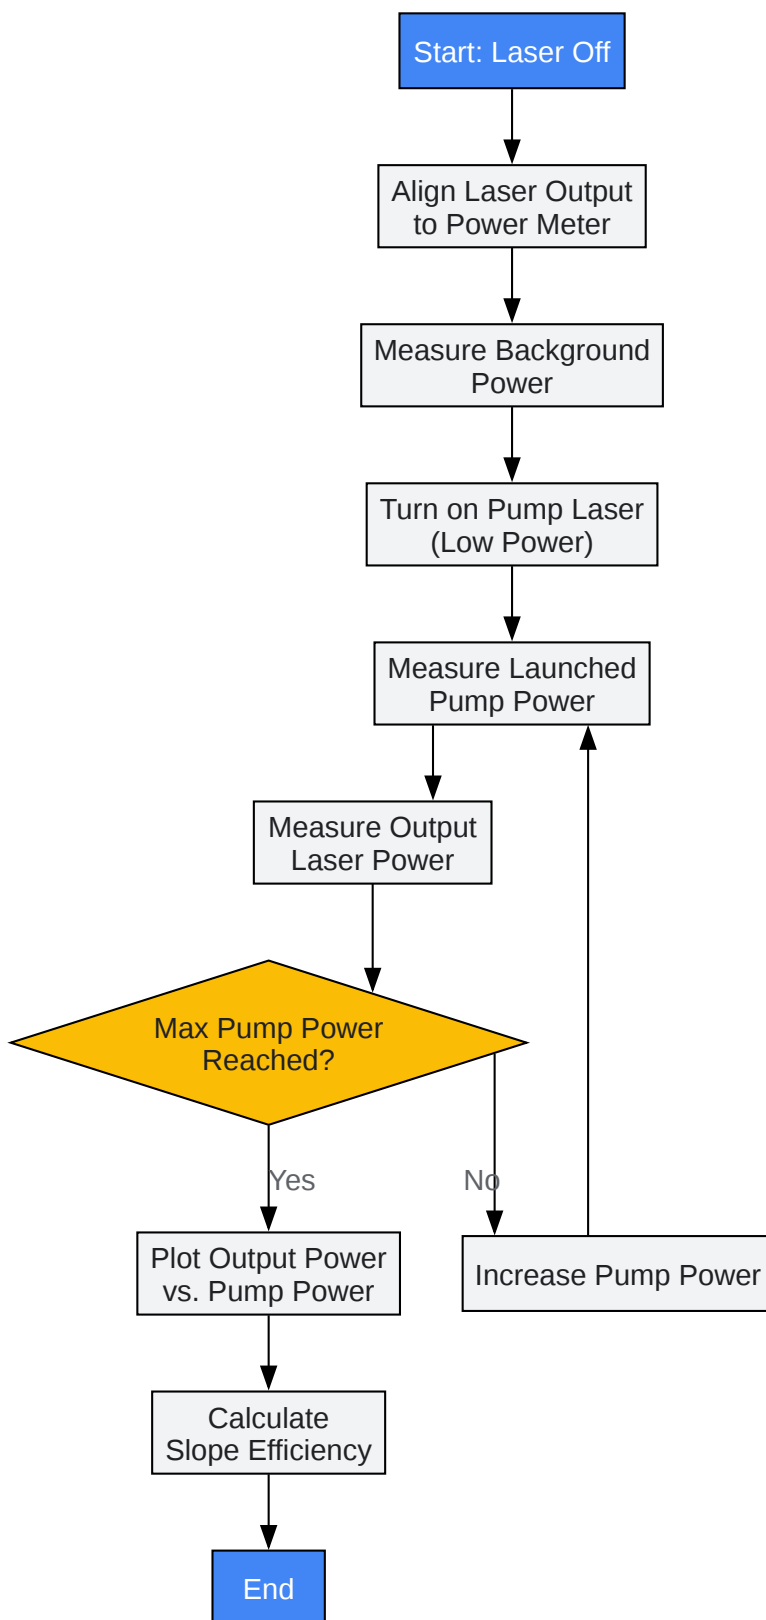 Start: Laser Off
Align Laser Output
to Power Meter
Measure Background
Power
Turn on Pump Laser
(Low Power)
Measure Launched
Pump Power
Measure Output
Laser Power
Max Pump Power
Reached?
Yes
No
Plot Output Power
vs. Pump Power
Increase Pump Power
Calculate
Slope Efficiency
End